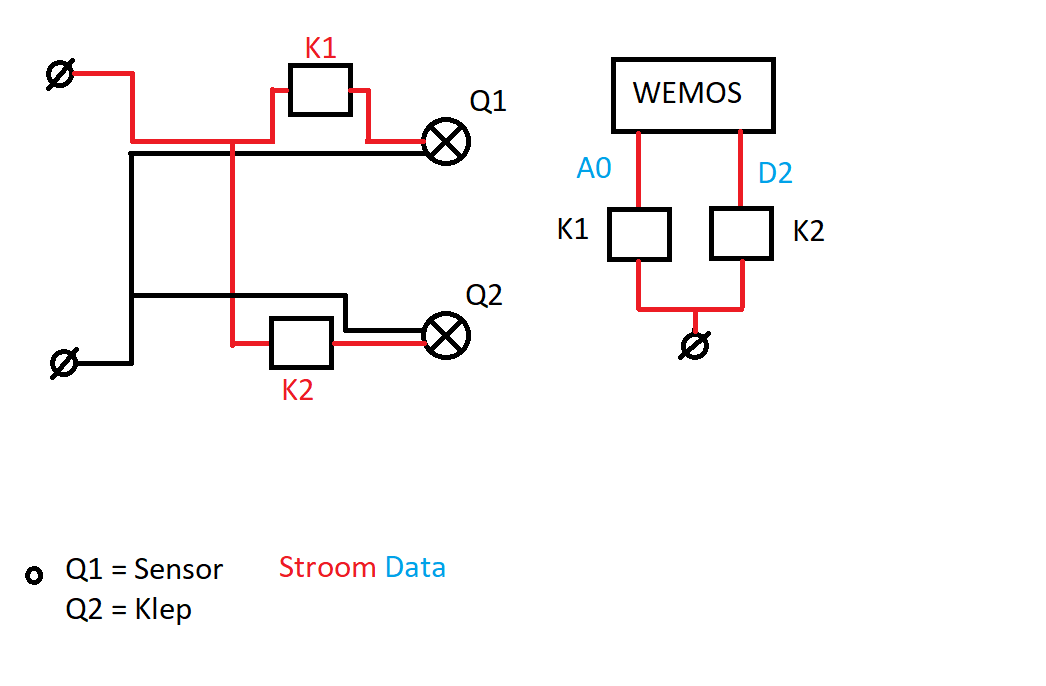 K1
Q1
WEMOS
A0
D2
K1
K2
Q2
K2
Q1 = Sensor
Stroom Data
Q2 = Klep